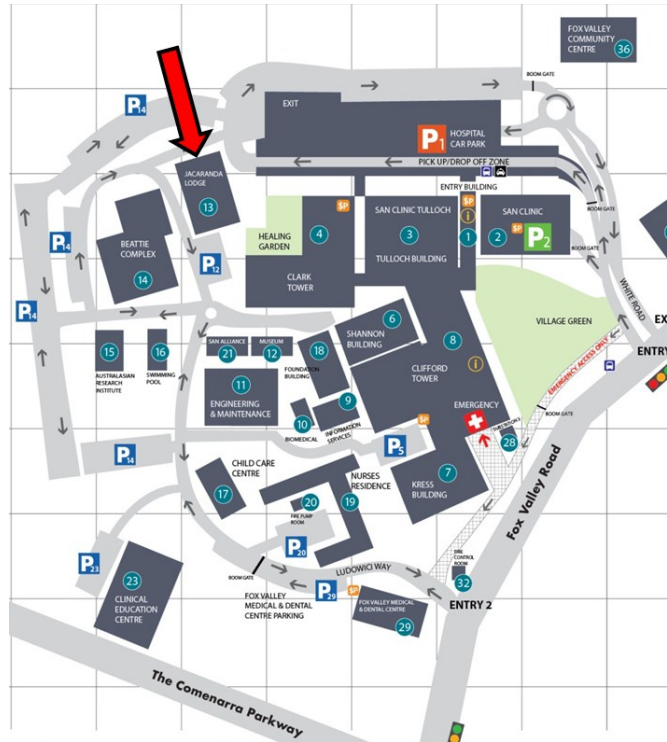 FOX VALLEY
COMMUNITY
CENTRE 36
BOOM GATE
P14
EXIT
P1 HOSPITAL
CAR PARK
PICK UP/DROP OFF ZONE
JACARANDA
LODGE
13
ENTRY BUILDING
$P
i
1
BOOM GATE
HEALING
GARDEN
$P
4
CLARK
TOWER
SAN CLINIC TULLOCH
3
TULLOCH BUILDING
SAN CLINIC
2 $P P2
BOOM GATE
P14
BEATTIE
COMPLEX
14
P12
P14
WHITE ROAD
VILLAGE GREEN
EX
ENTRY
EMERGENCY ACCESS ONLY
BOOM GATE
15
AUSTRALASIAN
RESEARCH
INSTITUTE
16
SWIMMING
POOL
SAN ALLIANCE
21
MUSEUM
12
18
FOUNDATION
BUILDING
6
SHANNON
BUILDING
8
CLIFFORD
TOWER
i
11
ENGINEERING
& MAINTENANCE
10
BIOMEDICAL
9
INFORMATION
SERVICES
EMERGENCY
28
$P
P5
P14
7
KRESS
BUILDING
CHILD CARE
CENTRE
17
NURSES
RESIDENCE
20
FIRE PUMP
ROOM
19
P20
Fox Valley Road
P23
23
CLINICAL
EDUCATION
CENTRE
BOOM GATE
LUDOWICI WAY
FIRE
CONTROL
ROOM
32
ENTRY 2
P29
$P
FOX VALLEY
MEDICAL & DENTAL
CENTRE PARKING
FOX VALLEY
MEDICAL & DENTAL CENTRE
29
The Comenarra Parkway